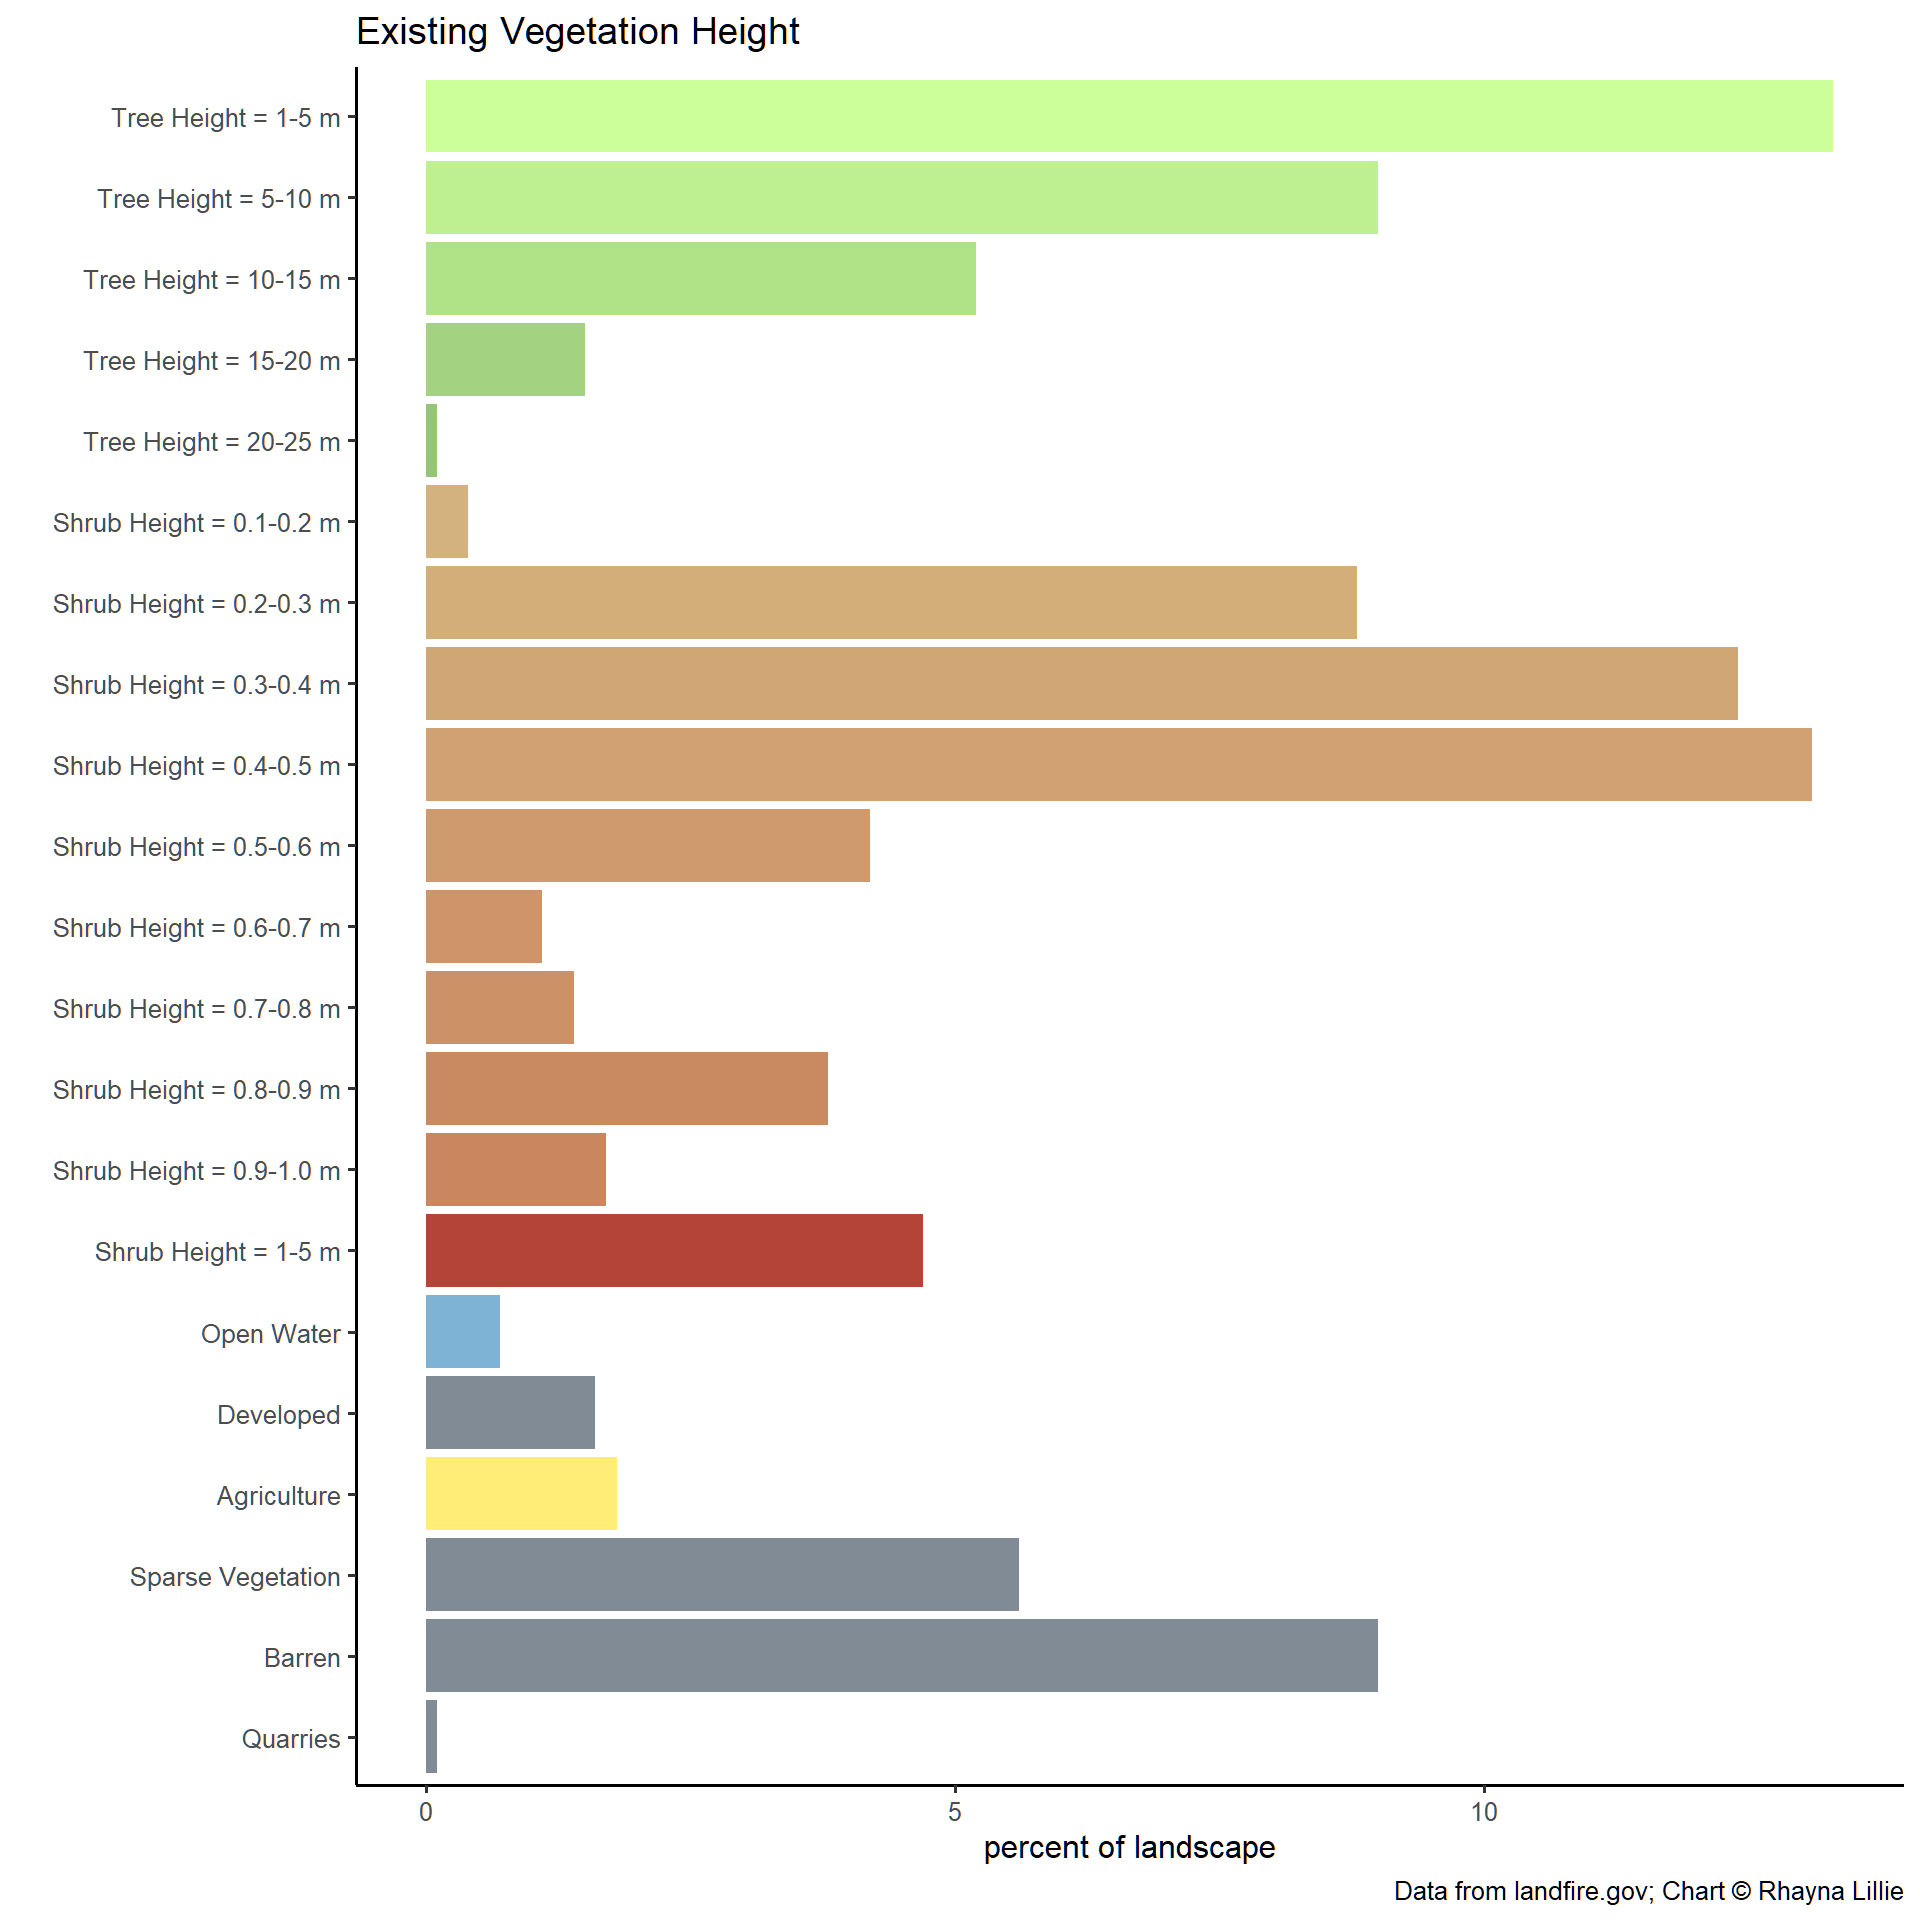 Existing Vegetation Height
Tree Height = 1-5 m
Tree Height = 5-10 m
Tree Height = 10-15 m
Tree Height = 15-20 m
Tree Height = 20-25 m
Shrub Height = 0.1-0.2 m
Shrub Height = 0.2-0.3 m
Shrub Height = 0.3-0.4 m
Shrub Height = 0.4-0.5 m
Shrub Height = 0.5-0.6 m
Shrub Height = 0.6-0.7 m
Shrub Height = 0.7-0.8 m
Shrub Height = 0.8-0.9 m
Shrub Height = 0.9-1.0 m
Shrub Height = 1-5 m
Open Water
Developed
Agriculture
Sparse Vegetation
Barren
Quarries
0 5 10
percent of landscape
Data from landfire.gov; Chart © Rhayna Lillie